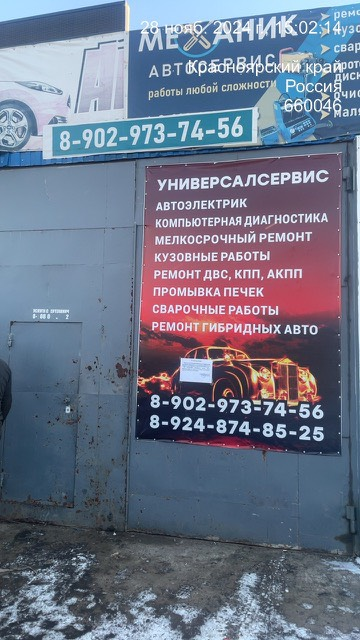 28 нояб. 2024 г., 15:02:14
Красноярский край
Россия
660046
МЕХАНИК
АВТОСЕРВИС
работы любой сложности
8-902-973-74-56
УНИВЕРСАЛСЕРВИС
АВТОЭЛЕКТРИК
КОМПЬЮТЕРНАЯ ДИАГНОСТИКА
МЕЛКОСРОЧНЫЙ РЕМОНТ
КУЗОВНЫЕ РАБОТЫ
РЕМОНТ ДВС, КПП, АКПП
ПРОМЫВКА ПЕЧЕК
СВАРОЧНЫЕ РАБОТЫ
РЕМОНТ ГИБРИДНЫХ АВТО
8-902-973-74-56
8-924-874-85-25